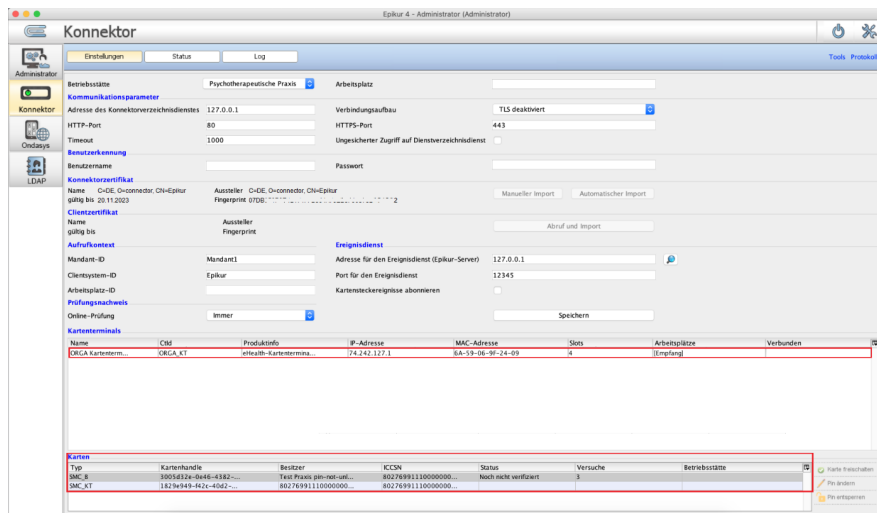 Epikur 4 - Administrator (Administrator)
Konnektor
Administrator
Konnektor
Ondasys
LDAP
Einstellungen Status Log
Tools Protokoll
Betriebsstätte Psychotherapeutische Praxis Arbeitsplatz
Kommunikationsparameter
Adresse des Konnektorverzeichnisdienstes 127.0.0.1 Verbindungsaufbau TLS deaktiviert
HTTP-Port 80 HTTPS-Port 443
Timeout 1000 Ungesicherter Zugriff auf Dienstverzeichnisdienst
Benutzerkennung
Benutzername Passwort
Konnektorzertifikat
Name C=DE, O=connector, CN=Epikur Aussteller C=DE, O=connector, CN=Epikur
gültig bis 20.11.2023 Fingerprint 07DB
Manueller Import Automatischer Import
Clientzertifikat
Name Aussteller
gültig bis Fingerprint
Abruf und Import
Aufrufkontext Ereignisdienst
Mandant-ID Mandant1 Adresse für den Ereignisdienst (Epikur-Server) 127.0.0.1
Clientsystem-ID Epikur Port für den Ereignisdienst 12345
Arbeitsplatz-ID Kartensteckereignisse abonnieren
Prüfungsnachweis
Online-Prüfung Immer Speichern
Kartenterminals
Name CtId Produktinfo IP-Adresse MAC-Adresse Slots Arbeitsplätze Verbunden
ORGA Kartenterm... ORGA_KT eHealth-Kartentermina... 74.242.127.1 6A-59-06-9F-24-09 4 [Empfang]
Karten
Typ Kartenhandle Besitzer ICCSN Status Versuche Betriebsstätte
SMC_B 3005d32e-0e46-4382-... Test Praxis pin-not-unl... 80276991110000000... Noch nicht verifiziert 3
SMC_KT 1829e949-f42c-40d2-... 80276991110000000... 80276991110000000...
Karte freischalten
Pin ändern
Pin entsperren